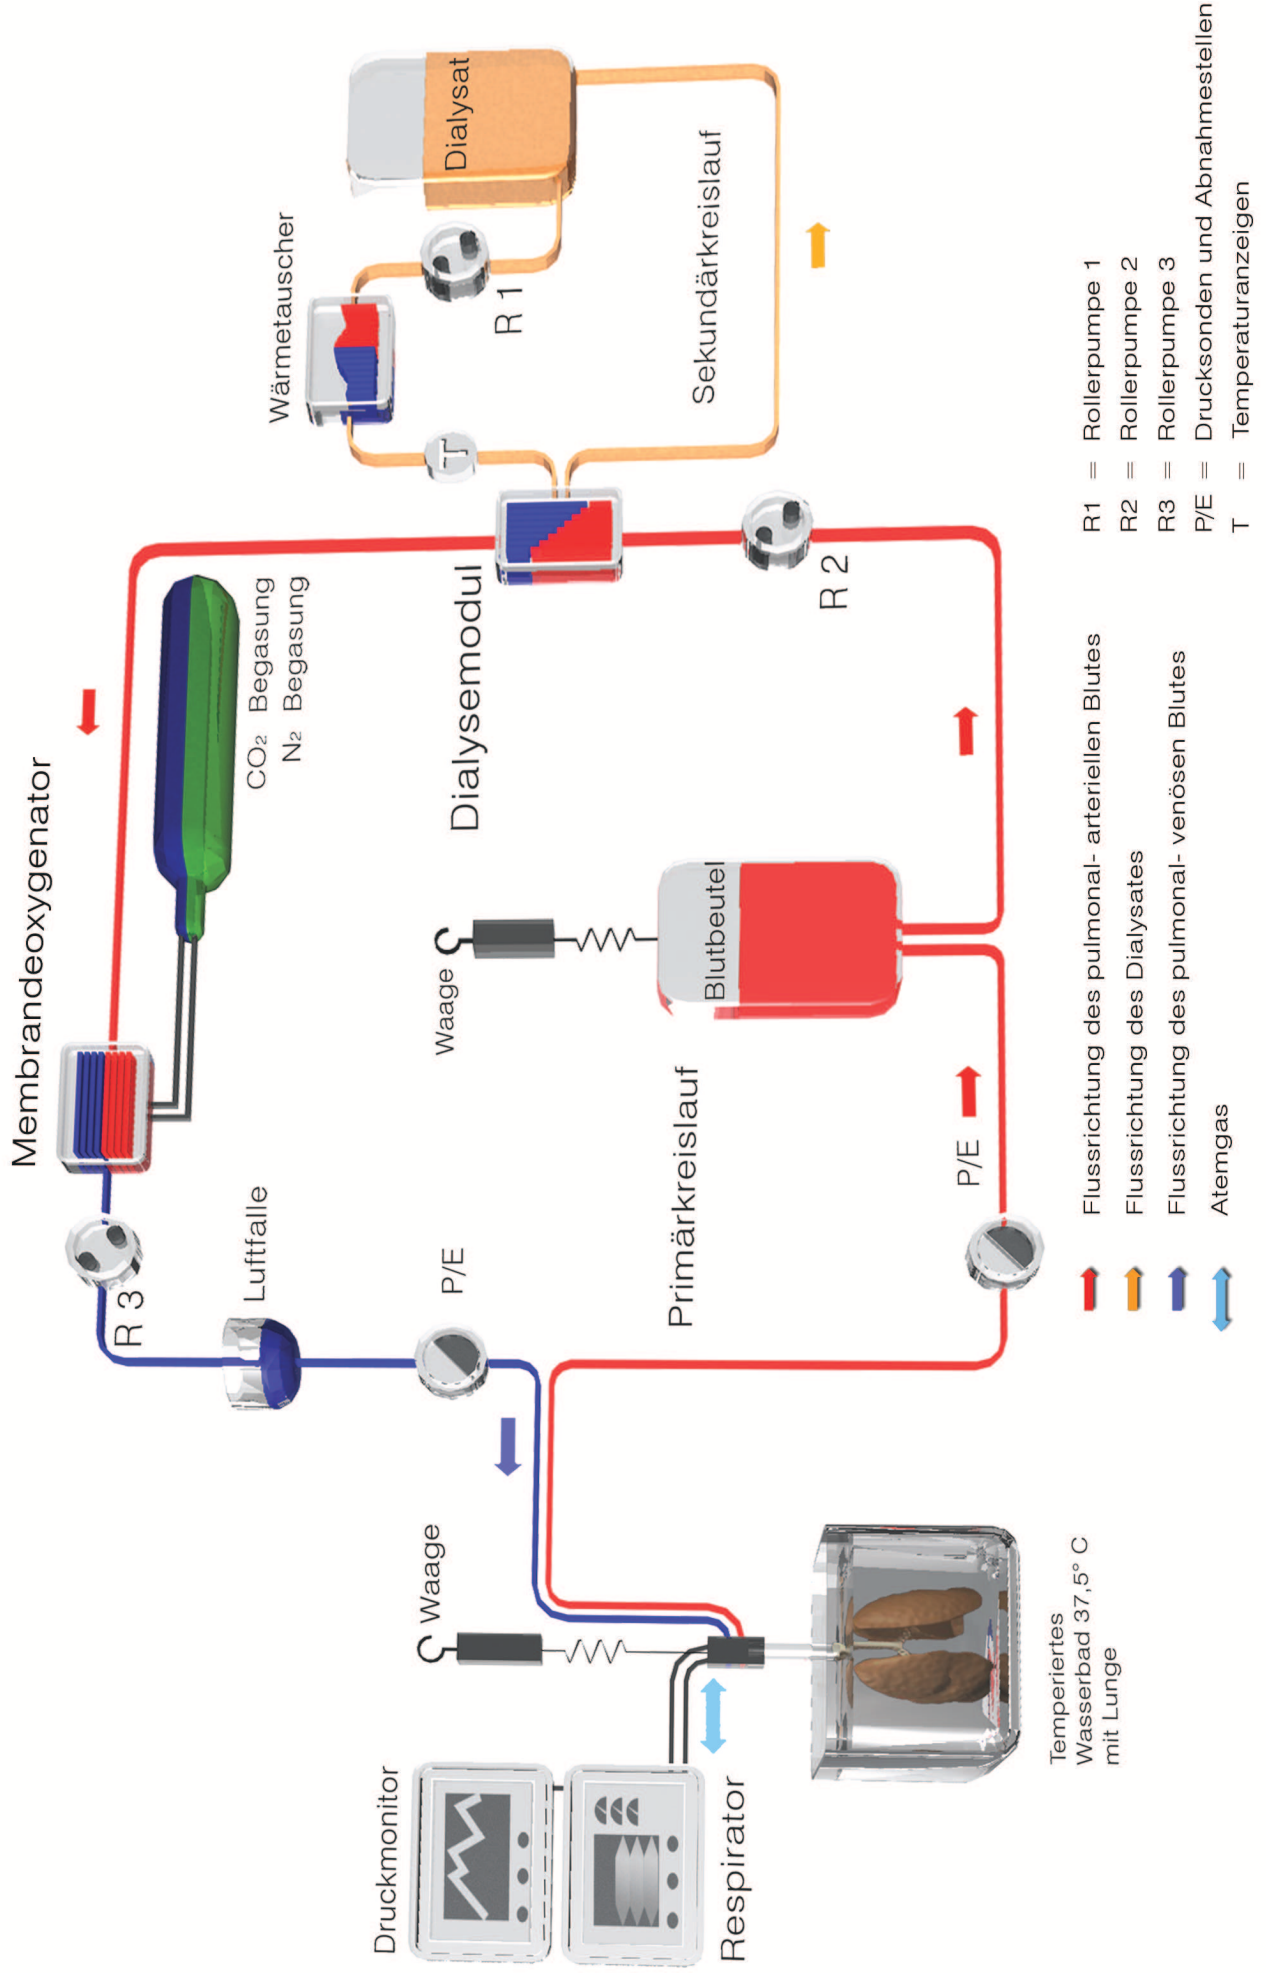 Membrandeoxygenator
R 3
Luftfalle
P/E
CO₂ Begasung
N₂ Begasung
Wärmetauscher
Dialysat
R 1
T
Sekundärkreislauf
Dialysemodul
R 2
Waage
Blutbeutel
Primärkreislauf
P/E
Waage
Druckmonitor
Respirator
Temperiertes
Wasserbad 37,5° C
mit Lunge
Flussrichtung des pulmonal- arteriellen Blutes
Flussrichtung des Dialysates
Flussrichtung des pulmonal- venösen Blutes
Atemgas
R1 = Rollerpumpe 1
R2 = Rollerpumpe 2
R3 = Rollerpumpe 3
P/E = Drucksonden und Abnahmestellen
T = Temperaturanzeigen